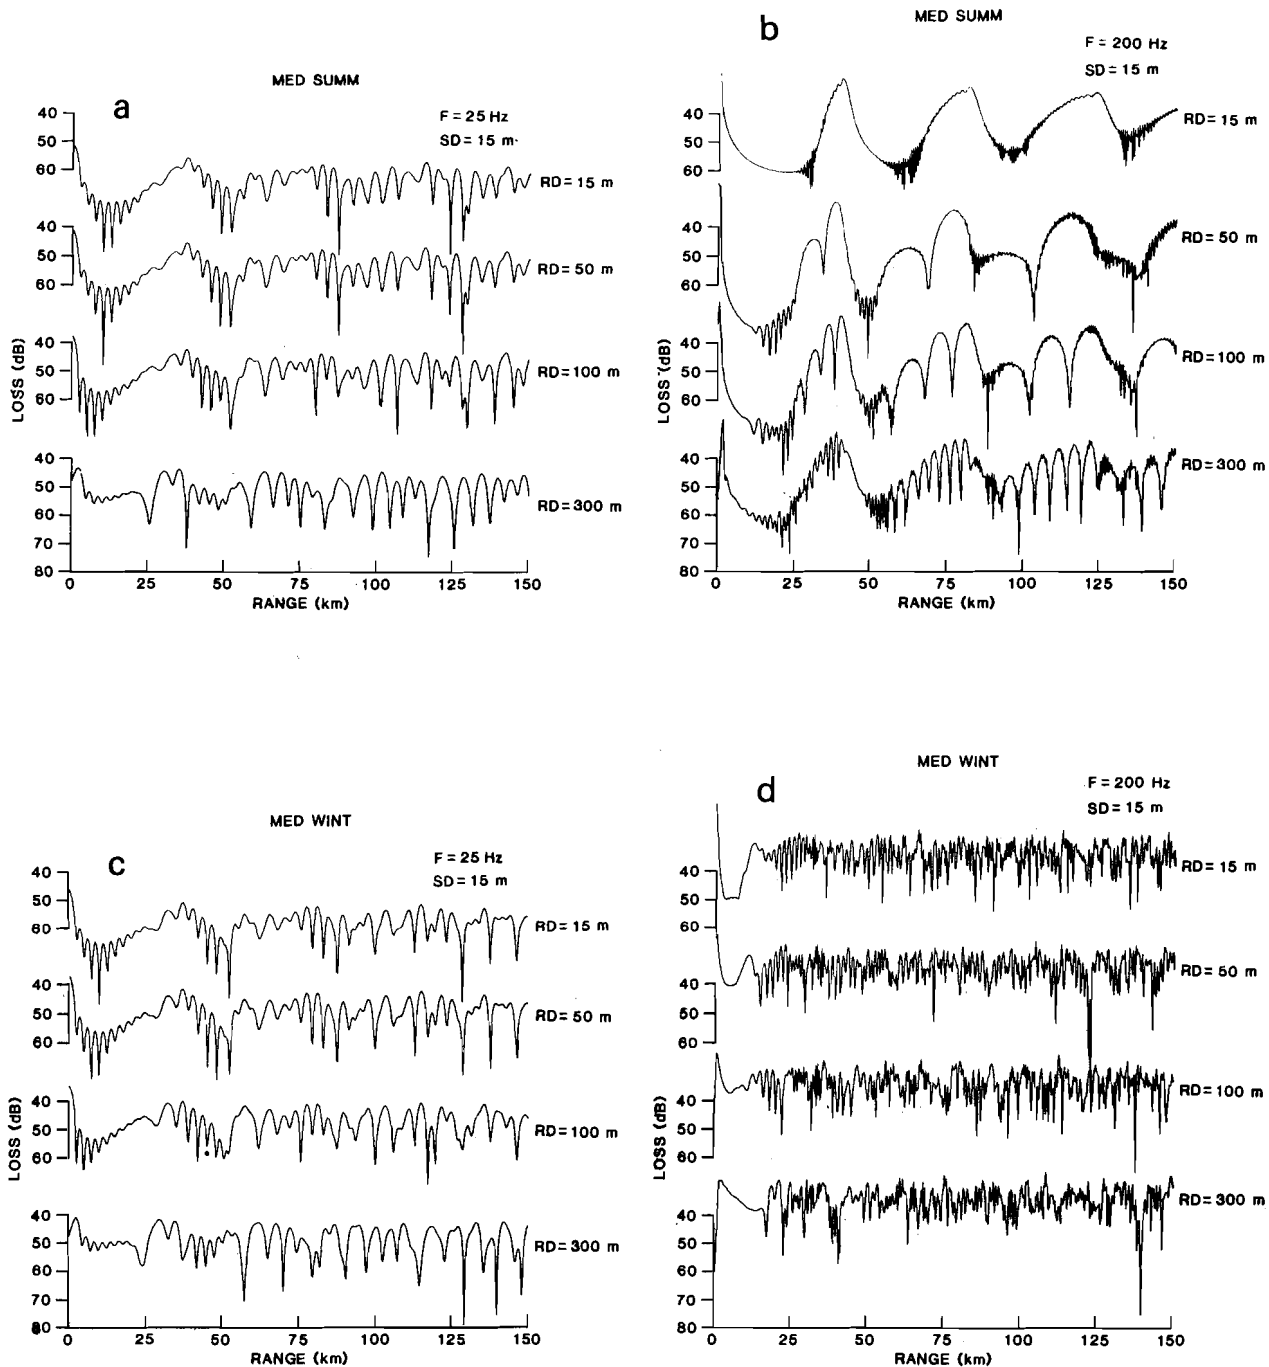 a
MED SUMM
F = 25 Hz
SD = 15 m
40
50
60
RD = 15 m
40
50
60
RD = 50 m
40
50
60
RD = 100 m
40
50
60
70
80
RD = 300 m
LOSS (dB)
0 25 50 75 100 125 150
RANGE (km)
b
MED SUMM
F = 200 Hz
SD = 15 m
40
50
60
RD = 15 m
40
50
60
RD = 50 m
40
50
60
RD = 100 m
40
50
60
70
80
RD = 300 m
LOSS (dB)
0 25 50 75 100 125 150
RANGE (km)
c
MED WINT
F = 25 Hz
SD = 15 m
40
50
60
RD = 15 m
40
50
60
RD = 50 m
40
50
60
RD = 100 m
40
50
60
70
80
RD = 300 m
LOSS (dB)
0 25 50 75 100 125 150
RANGE (km)
d
MED WINT
F = 200 Hz
SD = 15 m
40
50
60
RD = 15 m
40
50
60
RD = 50 m
40
50
60
RD = 100 m
40
50
60
70
80
RD = 300 m
LOSS (dB)
0 25 50 75 100 125 150
RANGE (km)